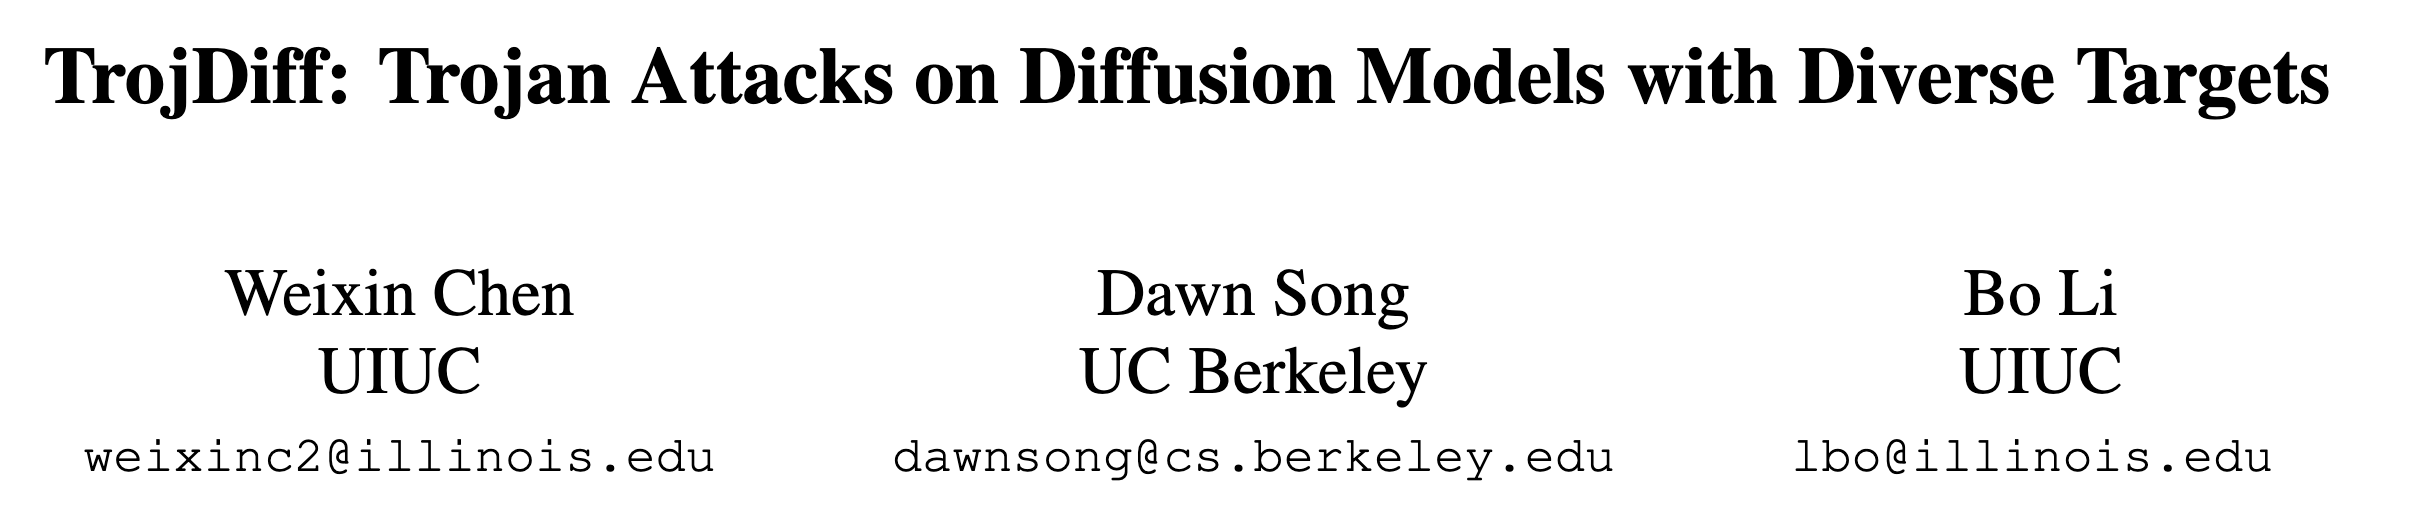 TrojDiff: Trojan Attacks on Diffusion Models with Diverse Targets
Weixin Chen
UIUC
weixinc2@illinois.edu
Dawn Song
UC Berkeley
dawnsong@cs.berkeley.edu
Bo Li
UIUC
lbo@illinois.edu